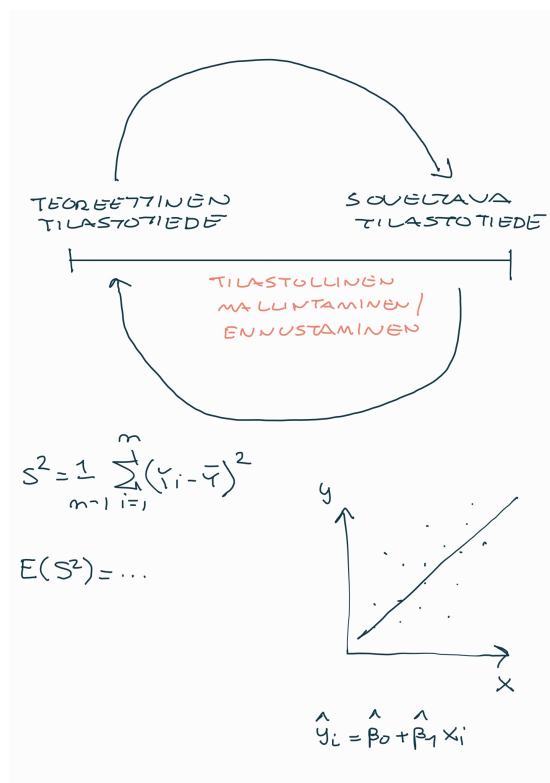 TEOREETTINEN
TILASTOTIEDE
SOVELTAVA
TILASTOTIEDE
TILASTOLLINEN
MALLINTAMINEN /
ENNUSTAMINEN
S² = 1/(n-1) Σ_{i=1}^{n} (Yᵢ - Ȳ)²
E(S²) = ...
y
x
ŷᵢ = β̂₀ + β̂₁ xᵢ